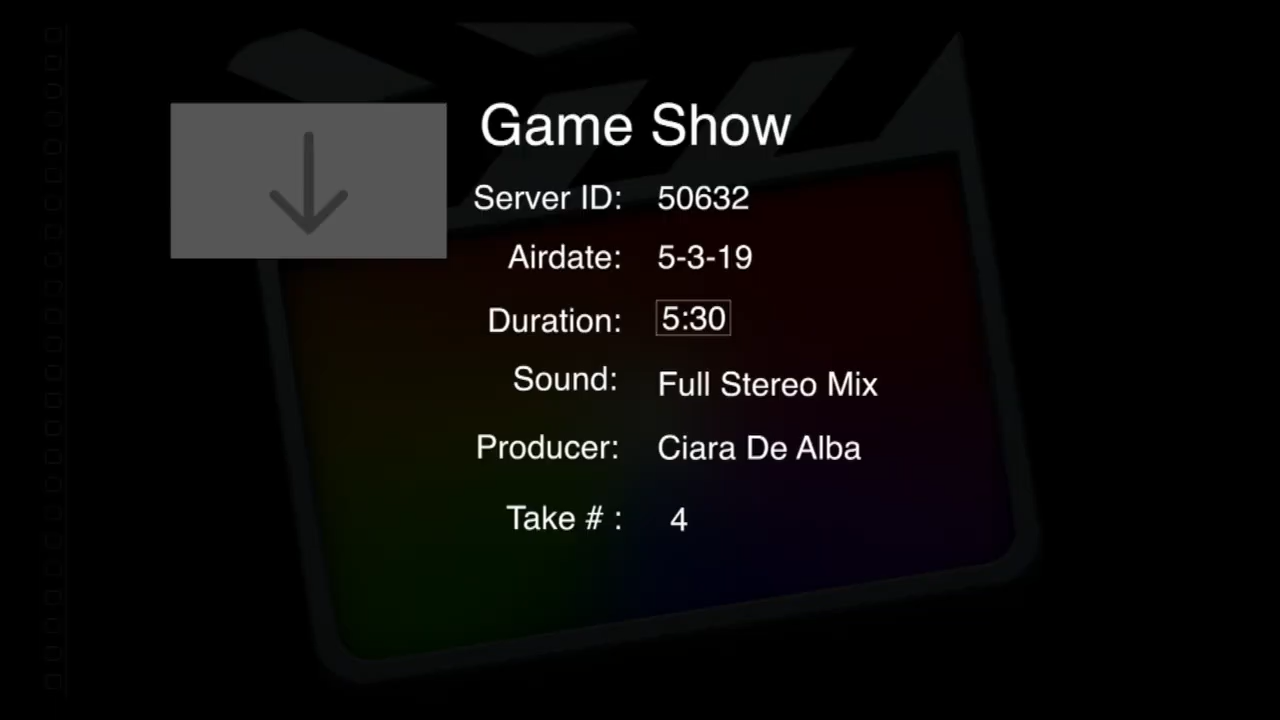 Game Show
Server ID: 50632
Airdate: 5-3-19
Duration: 5:30
Sound: Full Stereo Mix
Producer: Ciara De Alba
Take # : 4